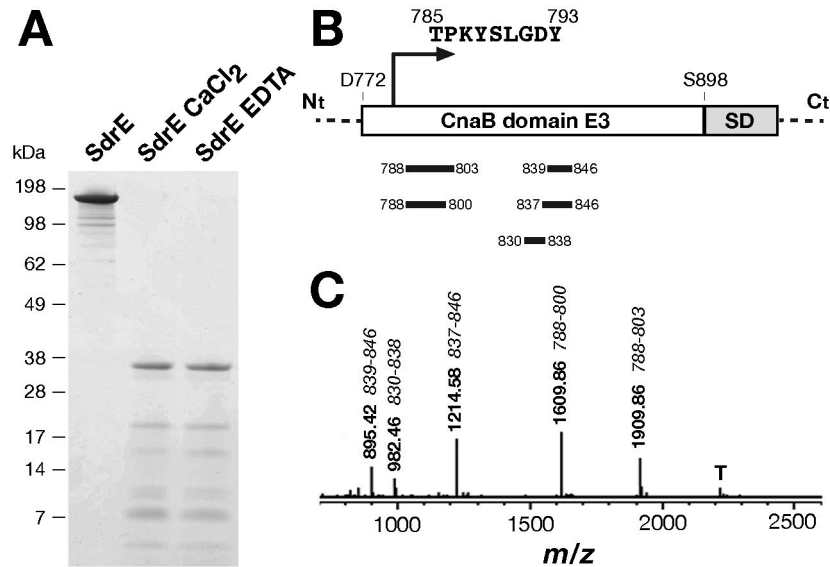 A
SdrE
SdrE CaCl2
SdrE EDTA
kDa
198
98
62
49
38
28
17
14
7
B
785 793
TPKYSLGDY
D772 S898
Nt Ct
CnaB domain E3 SD
788 803 839 846
788 800 837 846
830 838
C
895.42 839-846
982.46 830-838
1214.58 837-846
1609.86 788-800
1909.86 788-803
T
1000 1500 2000 2500
m/z